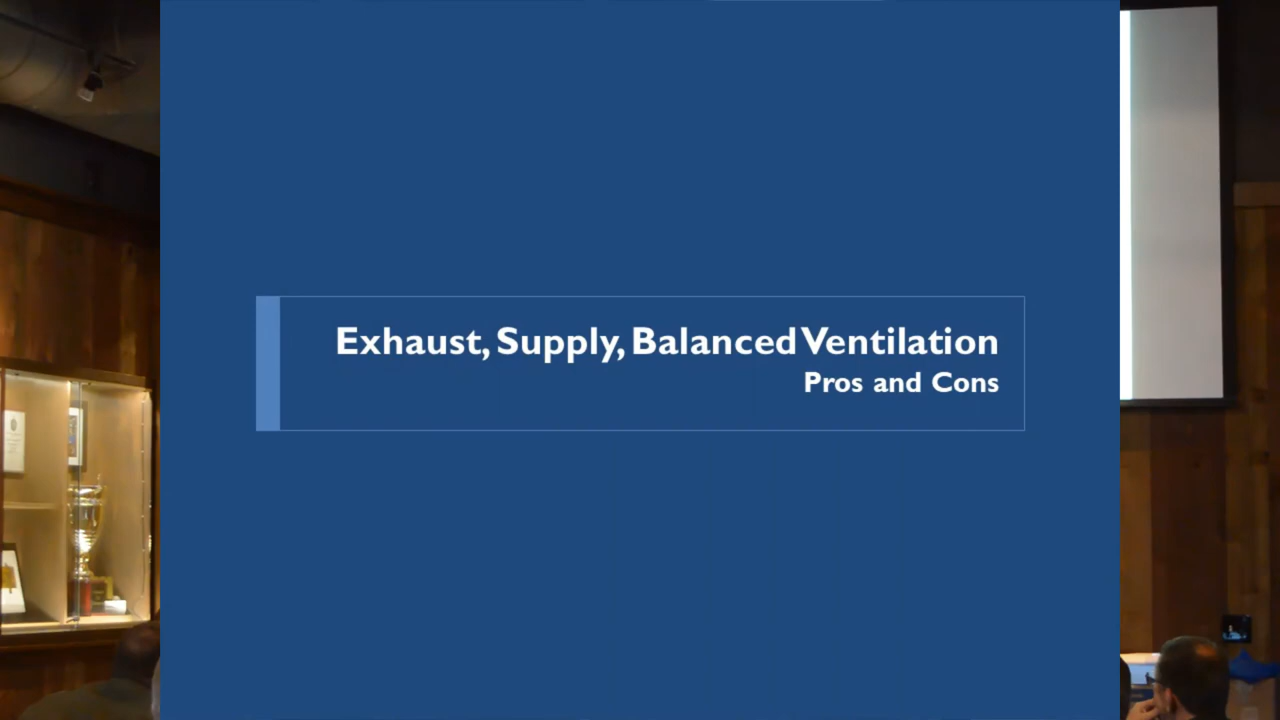 Exhaust, Supply, Balanced Ventilation
Pros and Cons